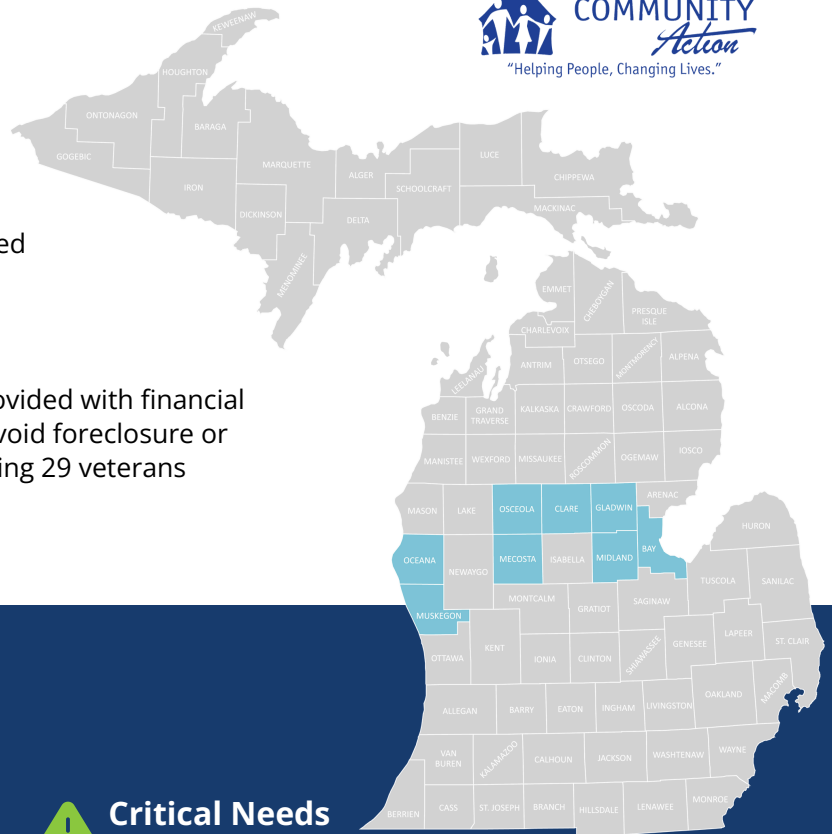 COMMUNITY
Action
“Helping People, Changing Lives.”
KEWEENAW
HOUGHTON
ONTONAGON
BARAGA
GOGEBIC
MARQUETTE
IRON
ALGER
LUCE
SCHOOLCRAFT
CHIPPEWA
DICKINSON
DELTA
MACKINAC
MENOMINEE
ed
EMMET
CHEBOYGAN
PRESQUE
ISLE
CHARLEVOIX
LEELANAU
ANTRIM
OTSEGO
MONTMORENCY
ALPENA
ovided with financial
void foreclosure or
ing 29 veterans
BENZIE
GRAND
TRAVERSE
KALKASKA
CRAWFORD
OSCODA
ALCONA
MANISTEE
WEXFORD
MISSAUKEE
ROSCOMMON
OGEMAW
IOSCO
MASON
LAKE
OSCEOLA
CLARE
GLADWIN
ARENAC
OCEANA
NEWAYGO
MECOSTA
ISABELLA
MIDLAND
BAY
HURON
MUSKEGON
MONTCALM
GRATIOT
SAGINAW
TUSCOLA
SANILAC
OTTAWA
KENT
IONIA
CLINTON
SHIAWASSEE
GENESEE
LAPEER
ST. CLAIR
ALLEGAN
BARRY
EATON
INGHAM
LIVINGSTON
OAKLAND
MACOMB
VAN
BUREN
KALAMAZOO
CALHOUN
JACKSON
WASHTENAW
WAYNE
BERRIEN
CASS
ST. JOSEPH
BRANCH
HILLSDALE
LENAWEE
MONROE
Critical Needs